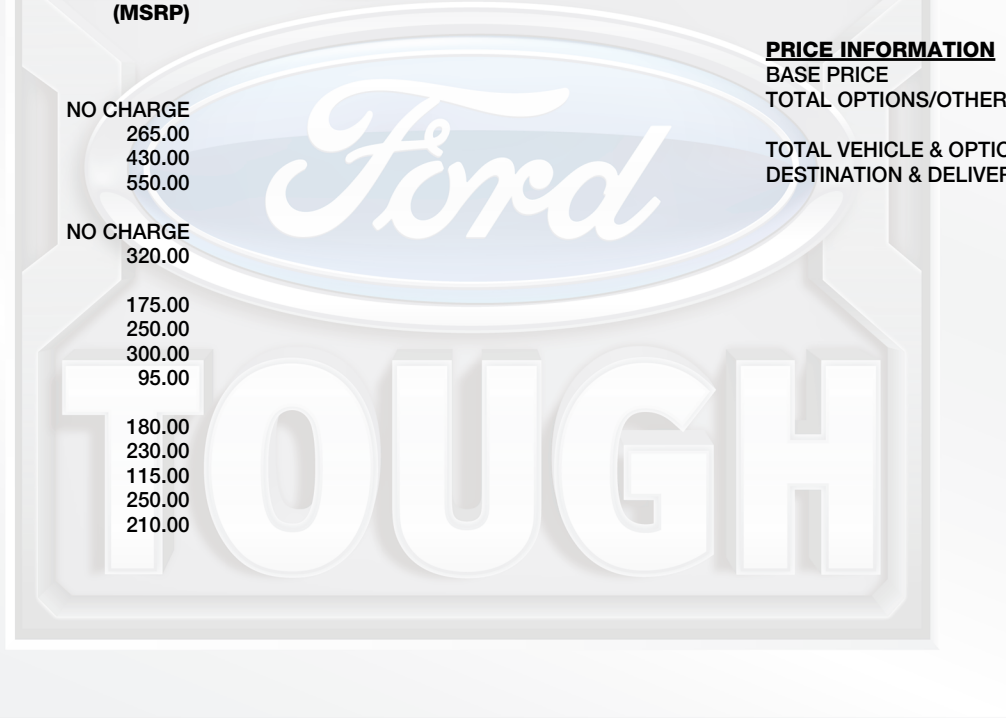 (MSRP)
NO CHARGE
265.00
430.00
550.00
NO CHARGE
320.00
175.00
250.00
300.00
95.00
180.00
230.00
115.00
250.00
210.00
PRICE INFORMATION
BASE PRICE
TOTAL OPTIONS/OTHER
TOTAL VEHICLE & OPTIO
DESTINATION & DELIVER
Ford
TOUGH